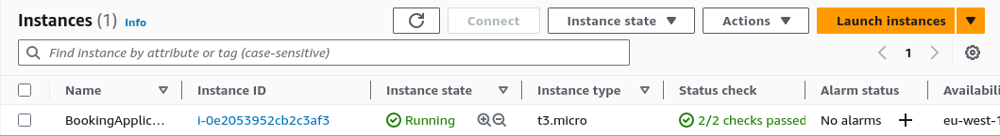 Instances (1) Info Connect Instance state Actions Launch instances
Find instance by attribute or tag (case-sensitive) 1
Name Instance ID Instance state Instance type Status check Alarm status Availabili
BookingApplic... i-0e2053952cb2c3af3 Running t3.micro 2/2 checks passed No alarms + eu-west-1